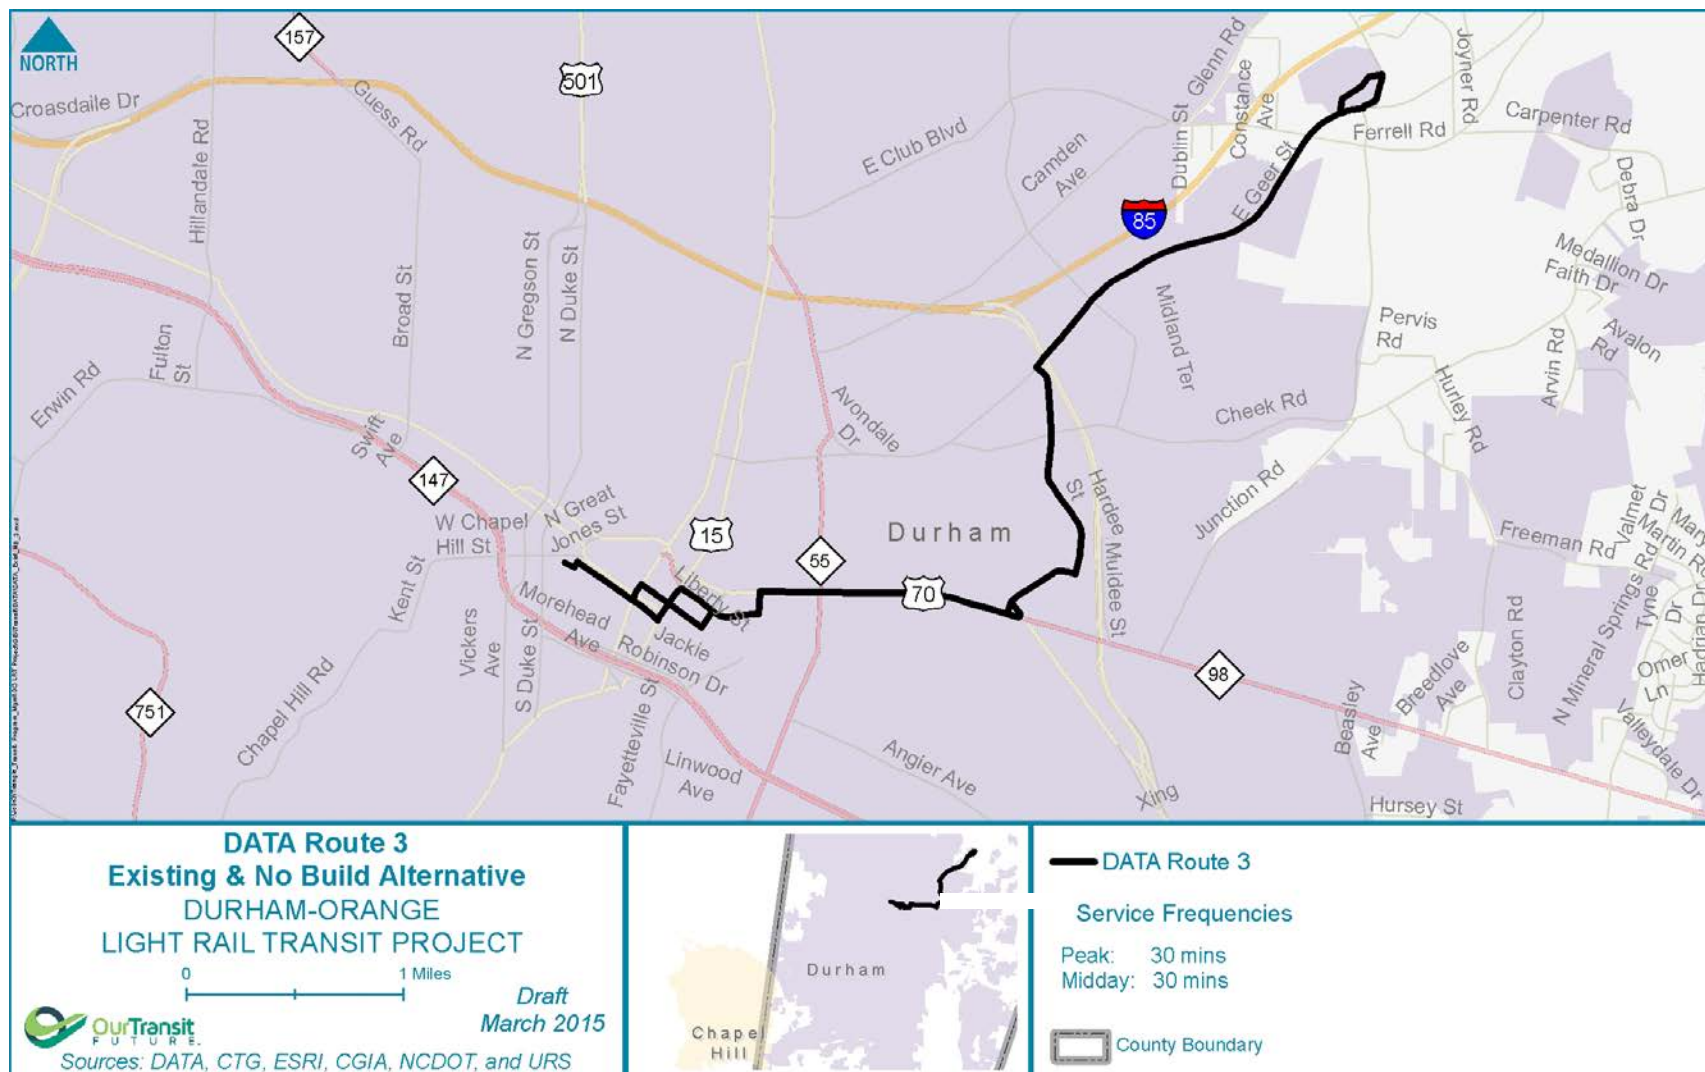 NORTH
157
501
Croasdaile Dr
Guess Rd
Hillandale Rd
E Club Blvd
Camden
Ave
Dublin St
Glenn Rd
Constance
Ave
Joyner Rd
Ferrell Rd
Carpenter Rd
E Geer St
85
Debra Dr
Medallion Dr
Faith Dr
Avalon
Rd
Arvin Rd
Pervis
Rd
Hurley Rd
Midland Ter
Cheek Rd
N Gregson St
N Duke St
Broad St
Fulton
St
Erwin Rd
Swift
Ave
147
Avondale
Dr
W Chapel
Hill St
N Great
Jones St
15
55
Durham
70
St
Hardee
Muldee St
Junction Rd
Freeman Rd
Valmet
Dr
Mary
Martin Rd
Tyne
Dr
N Mineral Springs Rd
Hadrian Dr
Omer
Ln
Valleydale Dr
Kent St
Vickers
Ave
S Duke St
Morehead
Ave
Liberty St
Jackie
Robinson Dr
Fayetteville St
Linwood
Ave
Angier Ave
751
Chapel Hill Rd
98
Beasley
Ave
Breedlove
Ave
Clayton Rd
Xing
Hursey St
DATA Route 3
Existing & No Build Alternative
DURHAM-ORANGE
LIGHT RAIL TRANSIT PROJECT
0 1 Miles
Draft
March 2015
OurTransit
FUTURE
Sources: DATA, CTG, ESRI, CGIA, NCDOT, and URS
Durham
Chapel
Hill
DATA Route 3
Service Frequencies
Peak: 30 mins
Midday: 30 mins
County Boundary